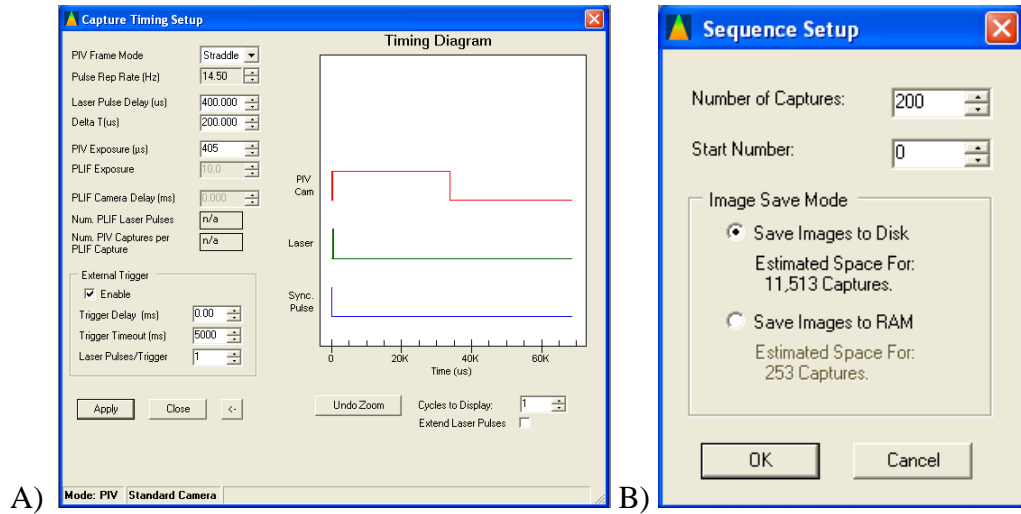 Capture Timing Setup
Timing Diagram
PIV Frame Mode Straddle
Pulse Rep Rate (Hz) 14.50
Laser Pulse Delay (us) 400.000
Delta T(us) 200.000
PIV Exposure (µs) 405
PLIF Exposure 10.0
PLIF Camera Delay (ms) 0.000
Num. PLIF Laser Pulses n/a
Num. PIV Captures per
PLIF Capture n/a
External Trigger
Enable
Trigger Delay (ms) 0.00
Trigger Timeout (ms) 5000
Laser Pulses/Trigger 1
Apply Close <-
PIV
Cam
Laser
Sync.
Pulse
0 20K 40K 60K
Time (us)
Undo Zoom Cycles to Display: 1
Extend Laser Pulses
Mode: PIV Standard Camera
A)
Sequence Setup
Number of Captures: 200
Start Number: 0
Image Save Mode
Save Images to Disk
Estimated Space For:
11,513 Captures.
Save Images to RAM
Estimated Space For:
253 Captures.
OK Cancel
B)